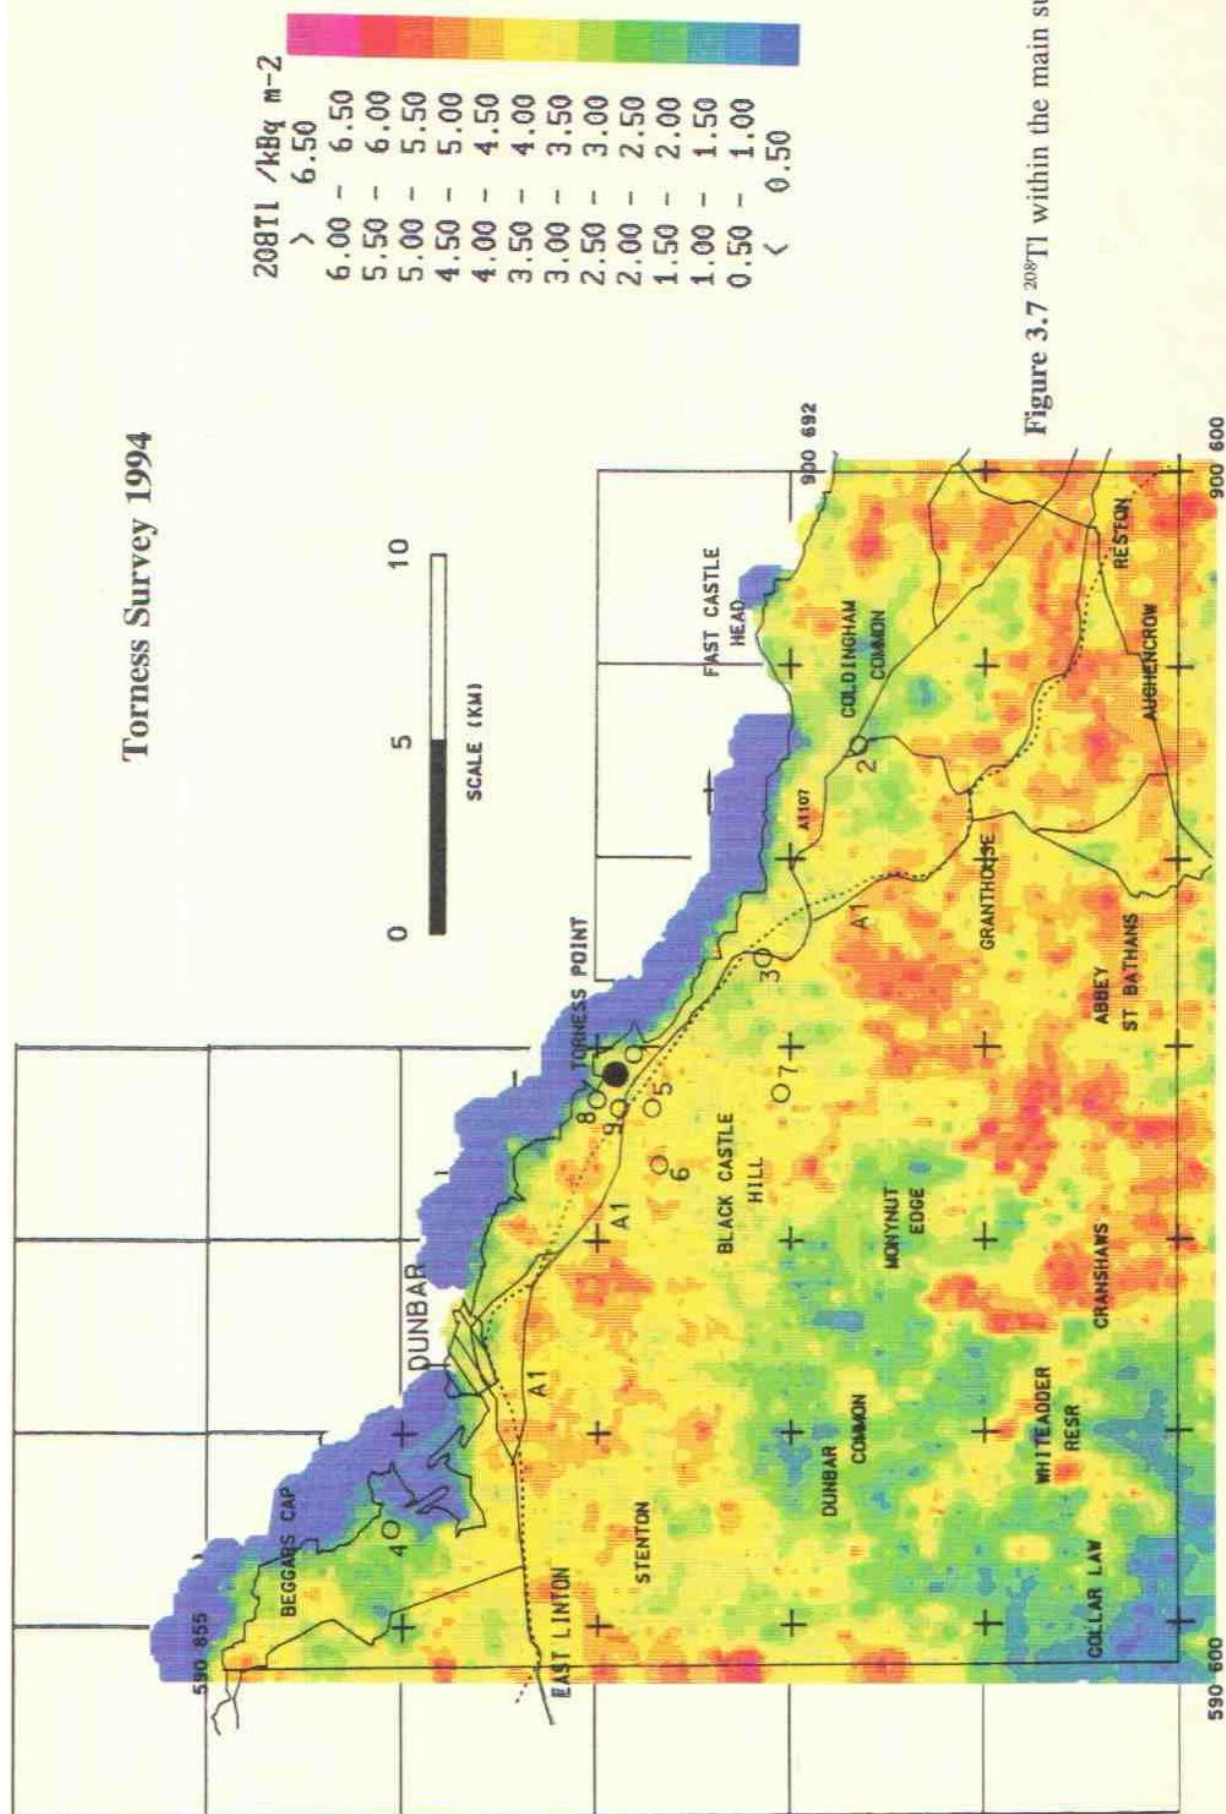 Torness Survey 1994
0 5 10
SCALE (KM)
208Tl /kBq m-2
> 6.50
6.00 - 6.50
5.50 - 6.00
5.00 - 5.50
4.50 - 5.00
4.00 - 4.50
3.50 - 4.00
3.00 - 3.50
2.50 - 3.00
2.00 - 2.50
1.50 - 2.00
1.00 - 1.50
0.50 - 1.00
< 0.50
590 855
BEGGARS CAP
4
DUNBAR
A1
EAST LINTON
STENTON
A1
TORNESS POINT
8
9
5
6
BLACK CASTLE
HILL
7
3
A1107
A1
FAST CASTLE
HEAD
900 692
COLDINGHAM
COMMON
2
DUNBAR
COMMON
MONYNUT
EDGE
GRANTHOUSE
WHITEADDER
RESR
COLLAR LAW
CRANSHAWS
ABBEY
ST BATHANS
AUCHENCROW
RESTON
590 600
900 600
Figure 3.7 ²⁰⁸Tl within the main